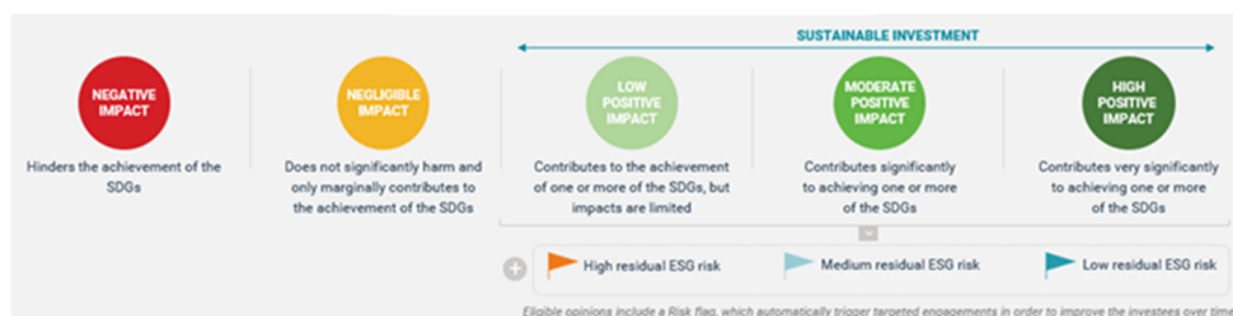 SUSTAINABLE INVESTMENT
NEGATIVE
IMPACT
NEGLIGIBLE
IMPACT
LOW
POSITIVE
IMPACT
MODERATE
POSITIVE
IMPACT
HIGH
POSITIVE
IMPACT
Hinders the achievement of the
SDGs
Does not significantly harm and
only marginally contributes to
the achievement of the SDGs
Contributes to the achievement
of one or more of the SDGs, but
impacts are limited
Contributes significantly
to achieving one or more
of the SDGs
Contributes very significantly
to achieving one or more
of the SDGs
High residual ESG risk
Medium residual ESG risk
Low residual ESG risk
Eligible opinions include a Risk flag, which automatically trigger targeted engagements in order to improve the investees over time